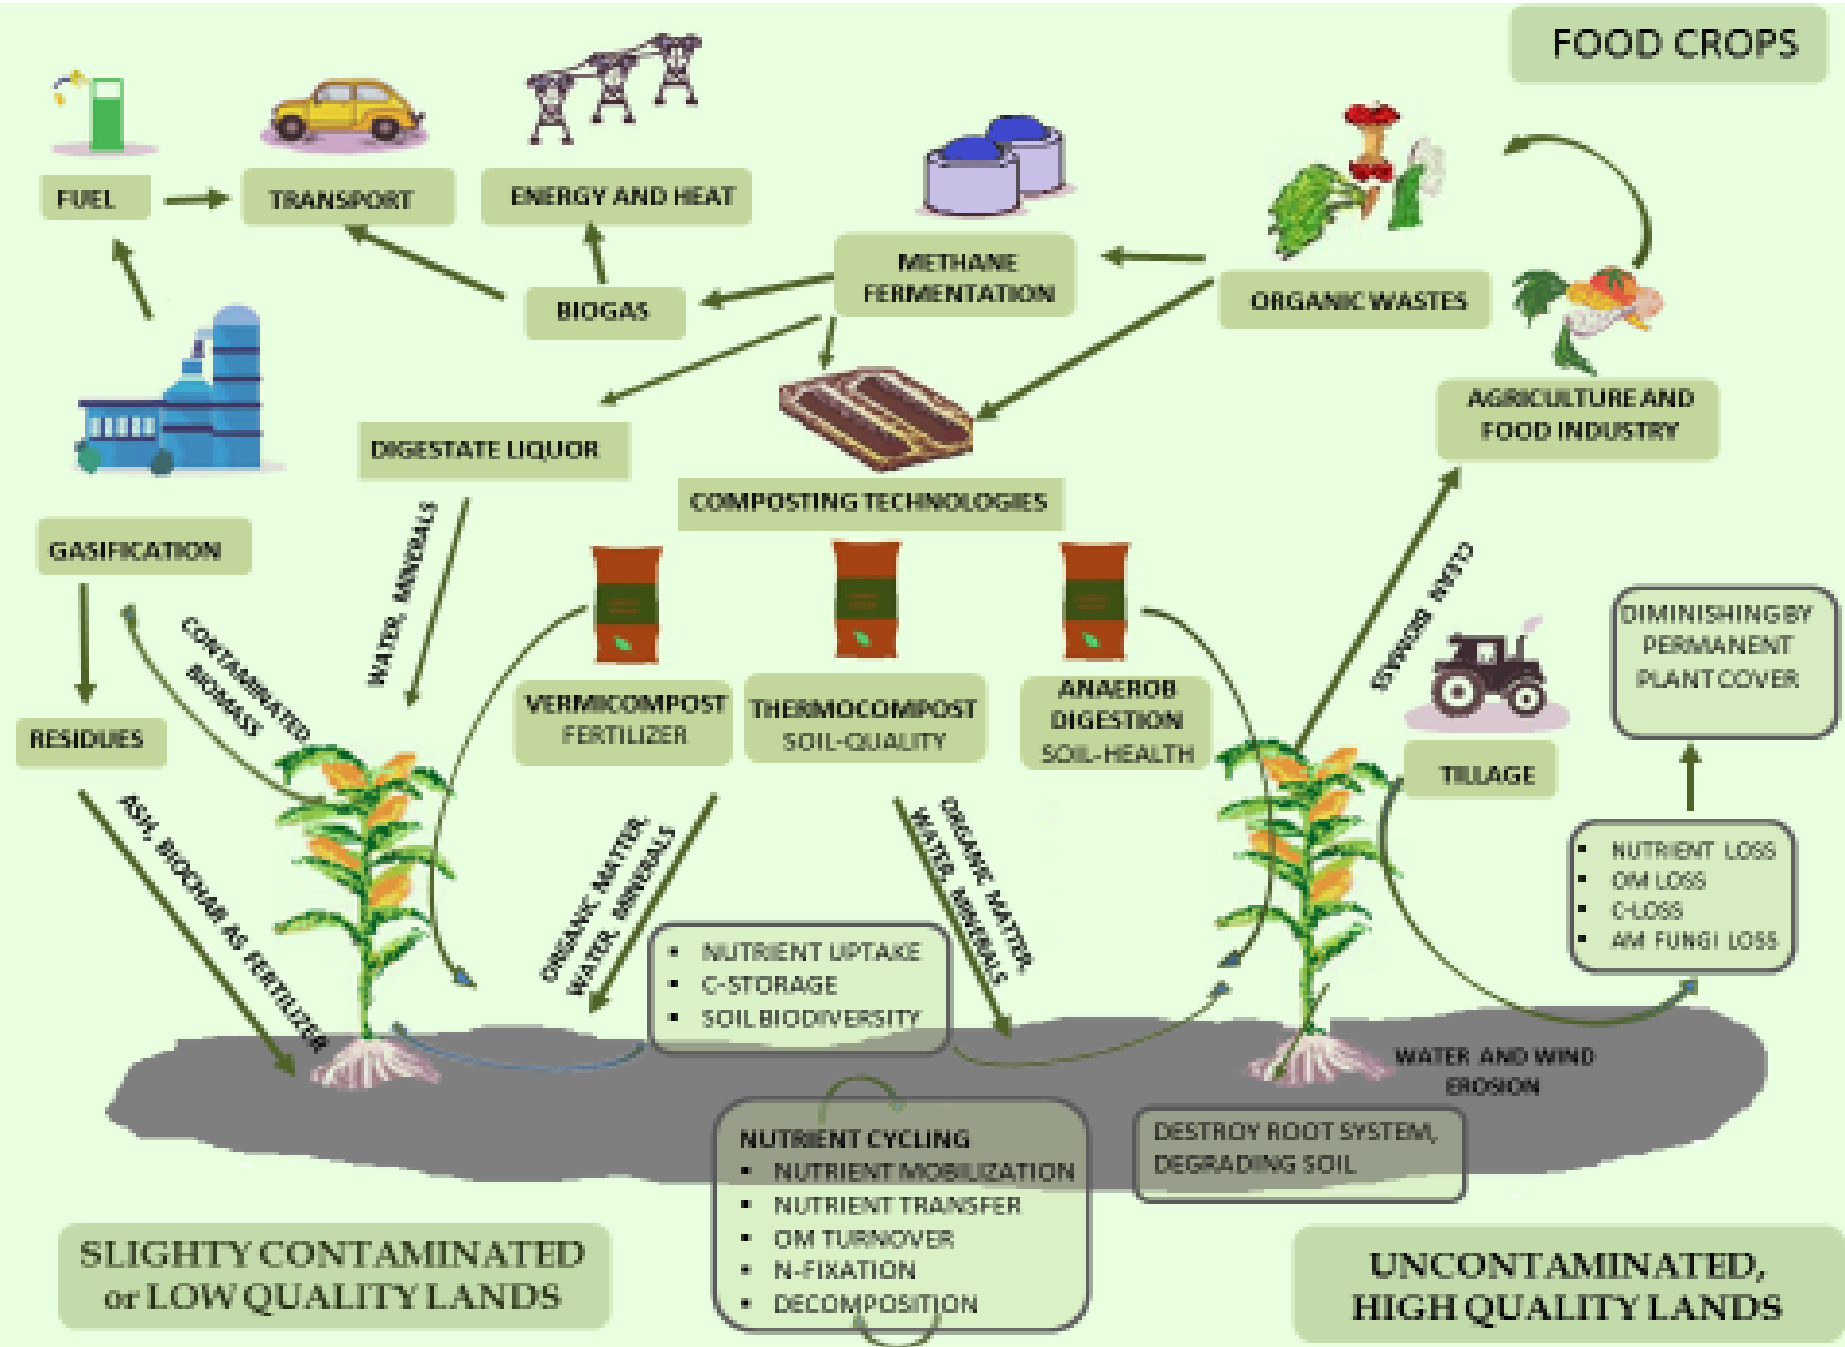 FOOD CROPS
FUEL
TRANSPORT
ENERGY AND HEAT
METHANE
FERMENTATION
BIOGAS
ORGANIC WASTES
AGRICULTURE AND
FOOD INDUSTRY
DIGESTATE LIQUOR
COMPOSTING TECHNOLOGIES
GASIFICATION
WATER, MINERALS
CONTAMINATED
BIOMASS
CLEAN BIOMASS
DIMINISHING BY
PERMANENT
PLANT COVER
RESIDUES
VERMICOMPOST
FERTILIZER
THERMOCOMPOST
SOIL-QUALITY
ANAEROB
DIGESTION
SOIL-HEALTH
TILLAGE
ASH, BIOCHAR AS FERTILIZER
ORGANIC MATTER,
WATER, MINERALS
ORGANIC MATTER,
WATER, MINERALS
▪ NUTRIENT LOSS
▪ OM LOSS
▪ C-LOSS
▪ AM FUNGI LOSS
▪ NUTRIENT UPTAKE
▪ C-STORAGE
▪ SOIL BIODIVERSITY
WATER AND WIND
EROSION
NUTRIENT CYCLING
▪ NUTRIENT MOBILIZATION
▪ NUTRIENT TRANSFER
▪ OM TURNOVER
▪ N-FIXATION
▪ DECOMPOSITION
DESTROY ROOT SYSTEM,
DEGRADING SOIL
SLIGHTY CONTAMINATED
or LOW QUALITY LANDS
UNCONTAMINATED,
HIGH QUALITY LANDS